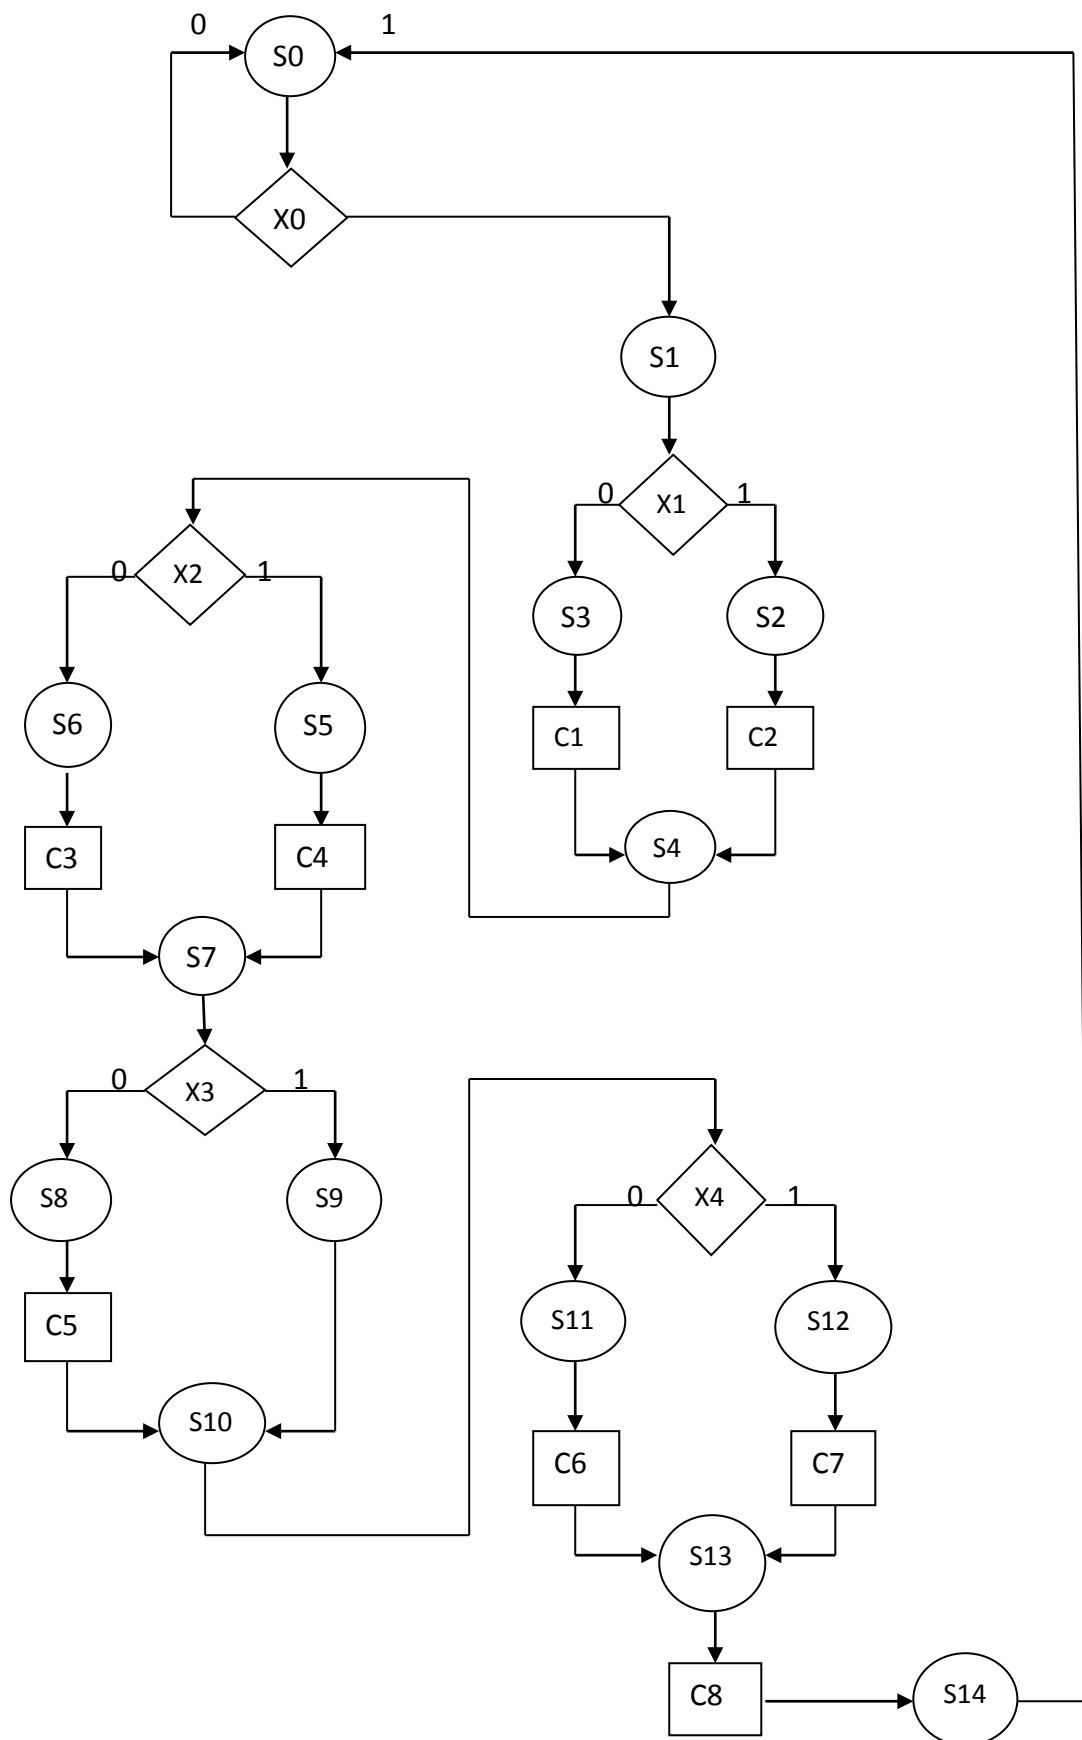 0 1
S0
X0
S1
0 X1 1
0 X2 1
S3 S2
S6 S5
C1 C2
C3 C4
S4
S7
0 X3 1
S8 S9
0 X4 1
S11 S12
C5
S10
C6 C7
S13
C8 S14